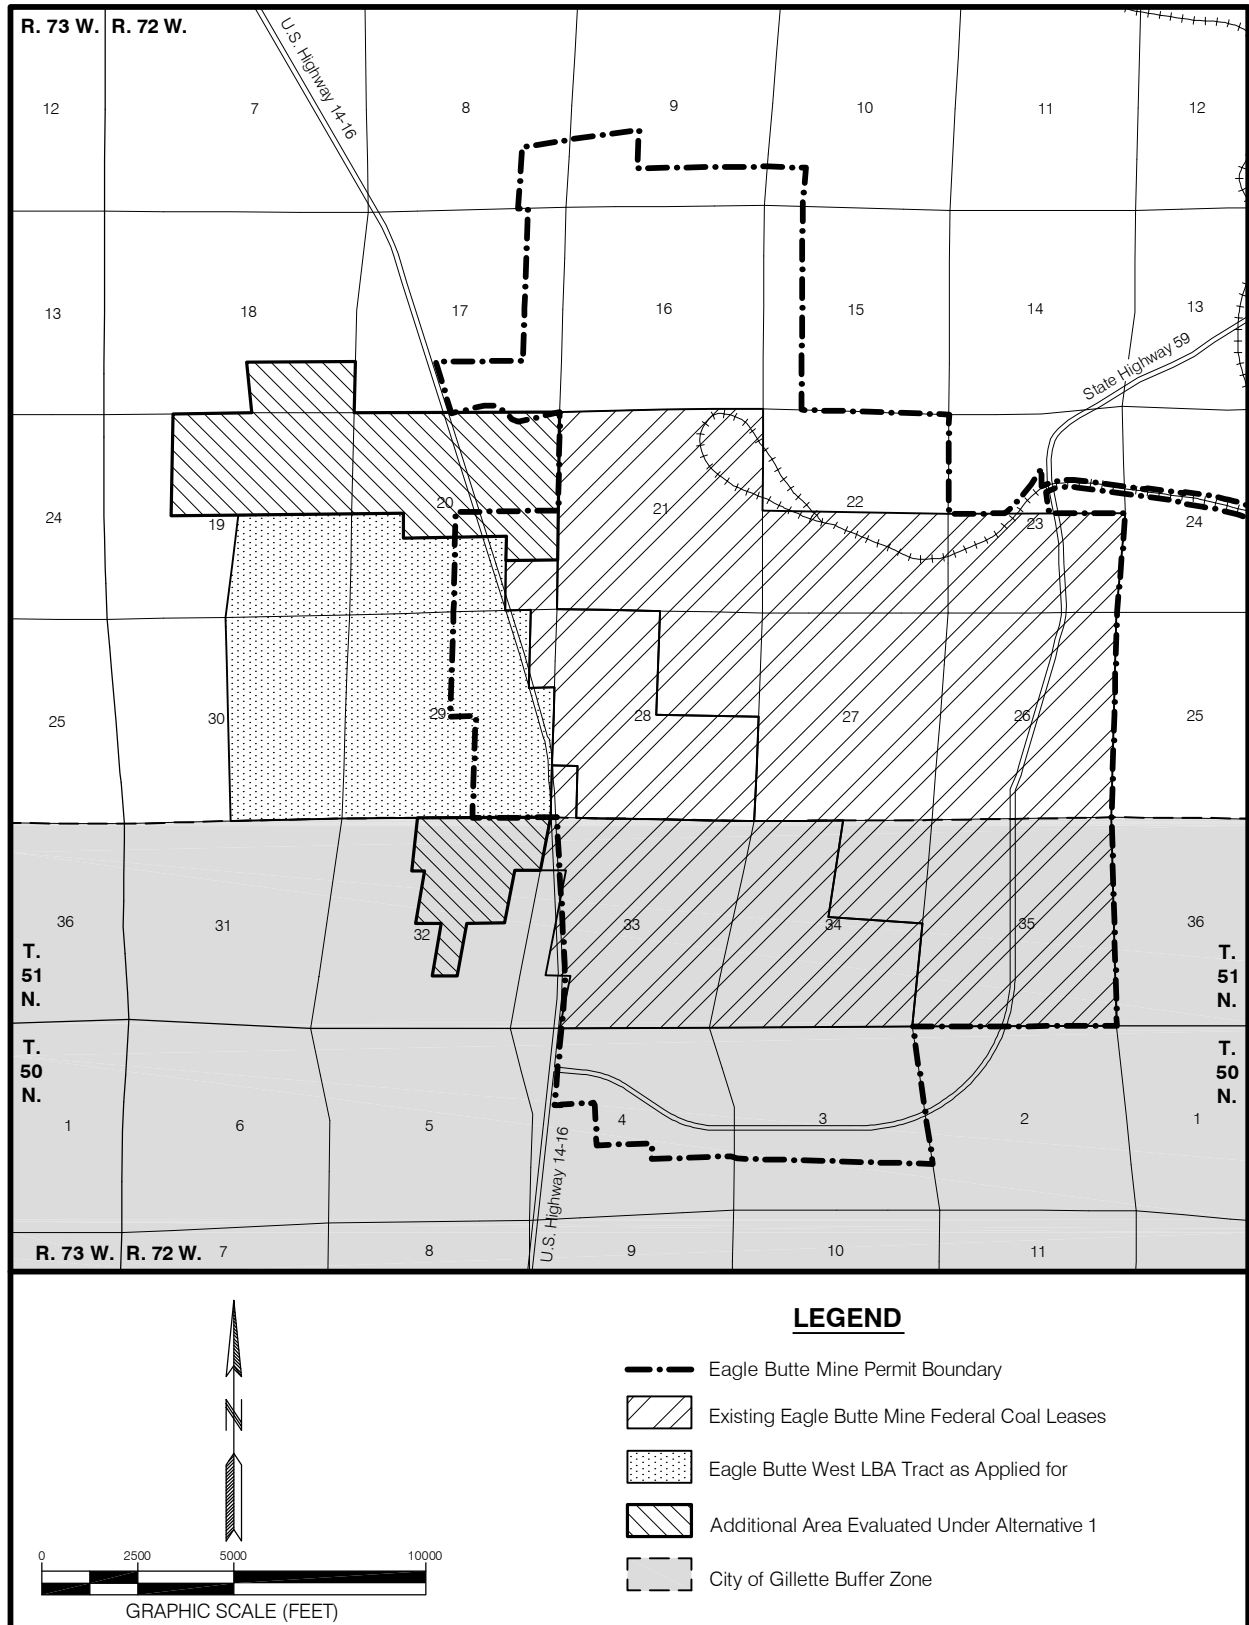 R. 73 W. R. 72 W.
U.S. Highway 14-16
12 7 8 9 10 11 12
13 18 17 16 15 14 13
State Highway 59
24 19 20 21 22 23 24
25 30 29 28 27 26 25
36 31 32 33 34 35 36
T.
51
N.
T.
51
N.
T.
50
N.
T.
50
N.
1 6 5 4 3 2 1
U.S. Highway 14-16
R. 73 W. R. 72 W. 7 8 9 10 11
LEGEND
Eagle Butte Mine Permit Boundary
Existing Eagle Butte Mine Federal Coal Leases
Eagle Butte West LBA Tract as Applied for
Additional Area Evaluated Under Alternative 1
City of Gillette Buffer Zone
N
0 2500 5000 10000
GRAPHIC SCALE (FEET)